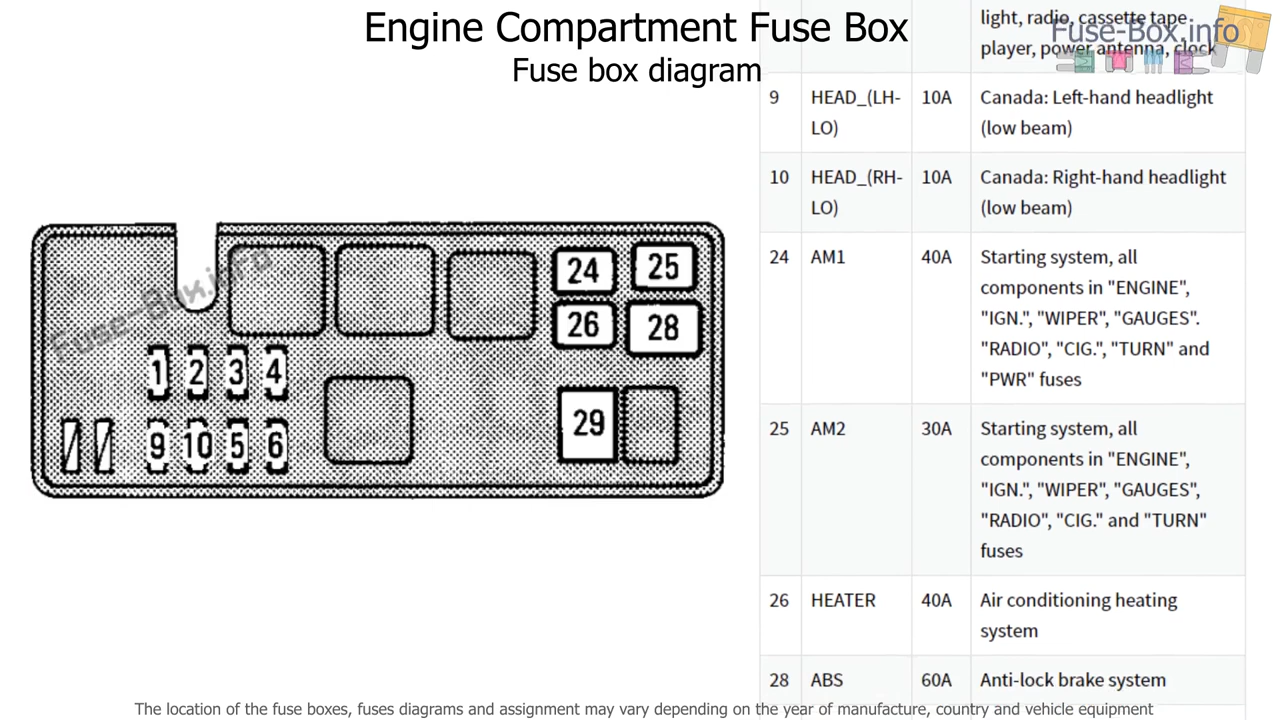 Engine Compartment Fuse Box
Fuse box diagram
Fuse-Box.info
light, radio, cassette tape
player, power antenna, clock
9 HEAD_(LH- 10A Canada: Left-hand headlight
LO) (low beam)
10 HEAD_(RH- 10A Canada: Right-hand headlight
LO) (low beam)
24 AM1 40A Starting system, all
components in "ENGINE",
"IGN.", "WIPER", "GAUGES".
"RADIO", "CIG.", "TURN" and
"PWR" fuses
25 AM2 30A Starting system, all
components in "ENGINE",
"IGN.", "WIPER", "GAUGES",
"RADIO", "CIG." and "TURN"
fuses
26 HEATER 40A Air conditioning heating
system
28 ABS 60A Anti-lock brake system
Fuse-Box.info
24 25
26 28
1 2 3 4
29
9 10 5 6
The location of the fuse boxes, fuses diagrams and assignment may vary depending on the year of manufacture, country and vehicle equipment